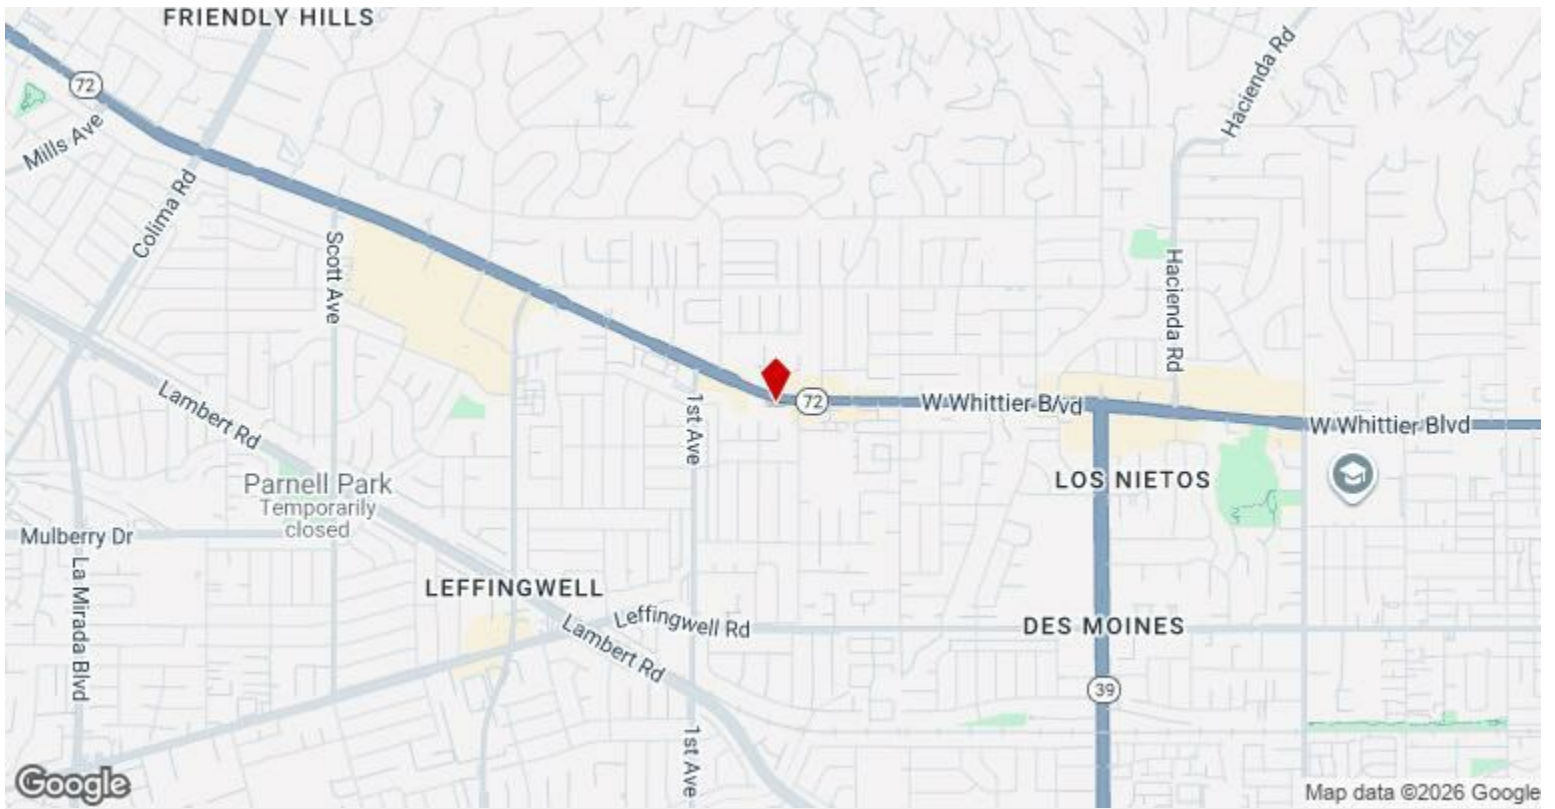 FRIENDLY HILLS
72
Mills Ave
Colima Rd
Scott Ave
Hacienda Rd
Hacienda Rd
72
W Whittier Blvd
W Whittier Blvd
1st Ave
Lambert Rd
Parnell Park
Temporarily
closed
LOS NIETOS
Mulberry Dr
La Mirada Blvd
LEFFINGWELL
Leffingwell Rd
Lambert Rd
DES MOINES
39
1st Ave
Google
Map data ©2026 Google